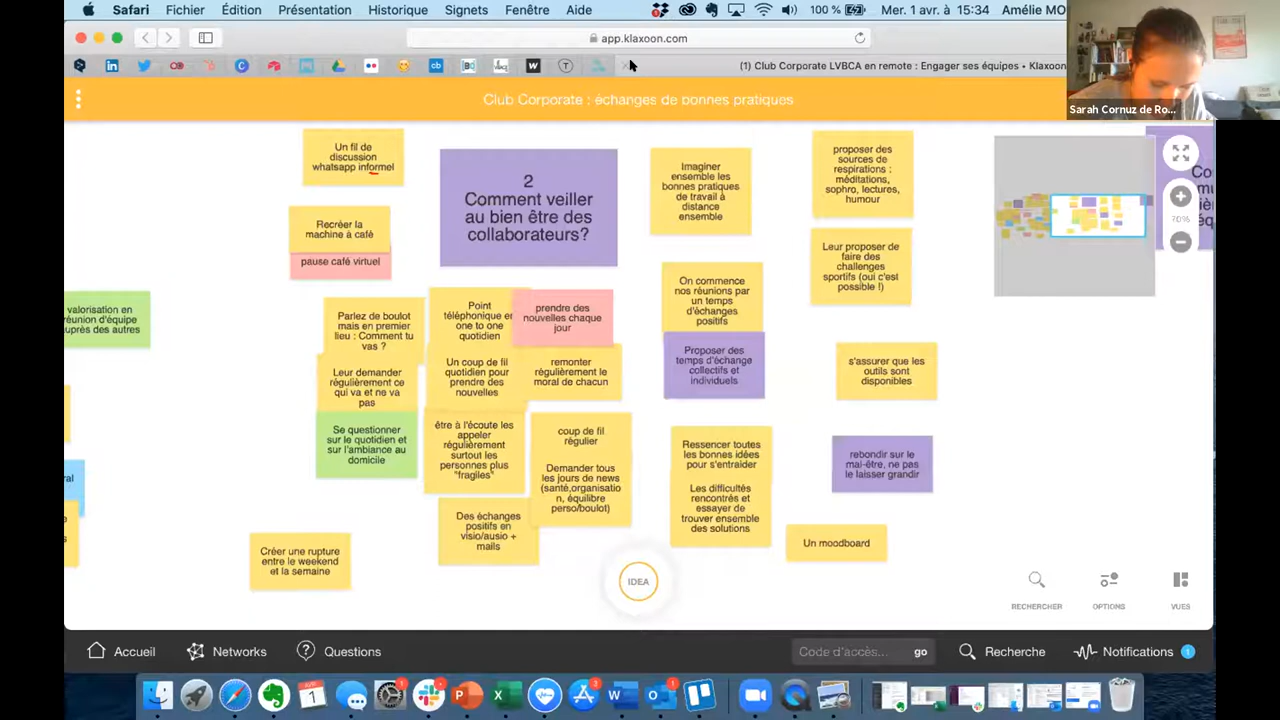 Safari Fichier Édition Présentation Historique Signets Fenêtre Aide
100 %
Mer. 1 avr. à 15:34
Amélie MO
app.klaxoon.com
(1) Club Corporate LVBCA en remote : Engager ses équipes • Klaxoon
Sarah Cornuz de Ro...
Club Corporate : échanges de bonnes pratiques
Un fil de
discussion
whatsapp informel
Recréer la
machine à café
pause café virtuel
2
Comment veiller
au bien être des
collaborateurs?
Imaginer
ensemble les
bonnes pratiques
de travail à
distance
ensemble
proposer des
sources de
respirations :
méditations,
sophro, lectures,
humour
Leur proposer de
faire des
challenges
sportifs (oui c'est
possible !)
70%
valorisation en
réunion d'équipe
auprès des autres
Parlez de boulot
mais en premier
lieu : Comment tu
vas ?
Leur demander
régulièrement ce
qui va et ne va
pas
Se questionner
sur le quotidien et
sur l'ambiance au
domicile
Point
téléphonique en
one to one
quotidien
Un coup de fil
quotidien pour
prendre des
nouvelles
être à l'écoute les
appeler
régulièrement
surtout les
personnes plus
"fragiles"
Des échanges
positifs en
visio/ausio +
mails
prendre des
nouvelles chaque
jour
remonter
régulièrement le
moral de chacun
coup de fil
régulier
Demander tous
les jours de news
(santé,organisatio
n, équilibre
perso/boulot)
On commence
nos réunions par
un temps
d'échanges
positifs
Proposer des
temps d'échange
collectifs et
individuels
Ressencer toutes
les bonnes idées
pour s'entraider
Les difficultés
rencontrés et
essayer de
trouver ensemble
des solutions
s'assurer que les
outils sont
disponibles
rebondir sur le
mal-être, ne pas
le laisser grandir
Un moodboard
Créer une rupture
entre le weekend
et la semaine
IDEA
RECHERCHER OPTIONS VUES
Accueil Networks Questions
Code d'accès... go
Recherche Notifications 1